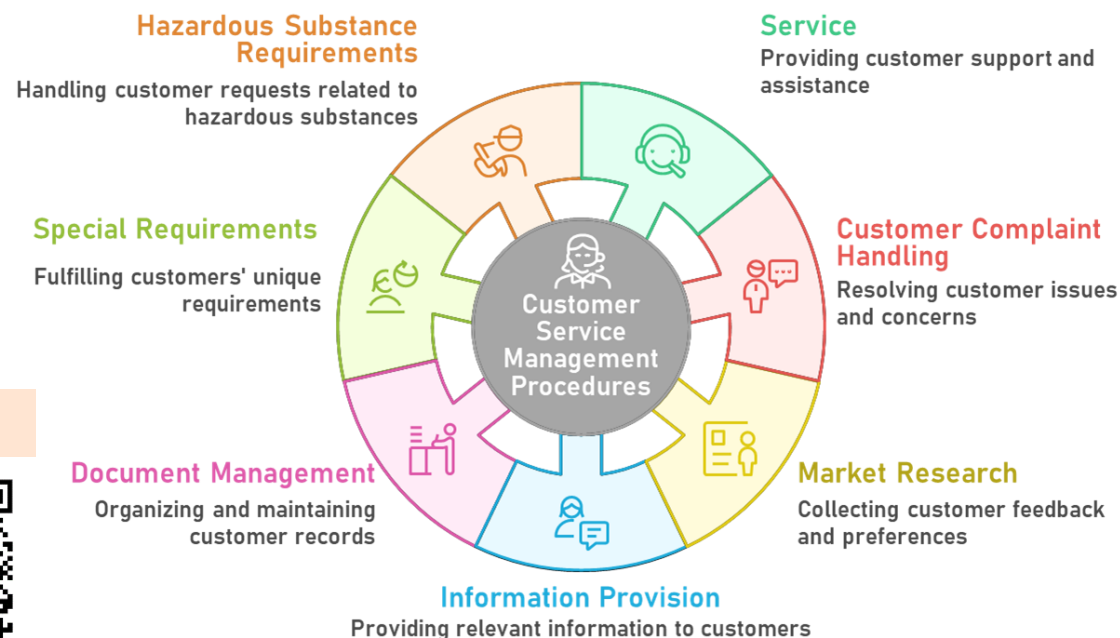 Hazardous Substance
Requirements
Handling customer requests related to
hazardous substances
Service
Providing customer support and
assistance
Special Requirements
Fulfilling customers' unique
requirements
Customer
Service
Management
Procedures
Customer Complaint
Handling
Resolving customer issues
and concerns
Document Management
Organizing and maintaining
customer records
Market Research
Collecting customer feedback
and preferences
Information Provision
Providing relevant information to customers